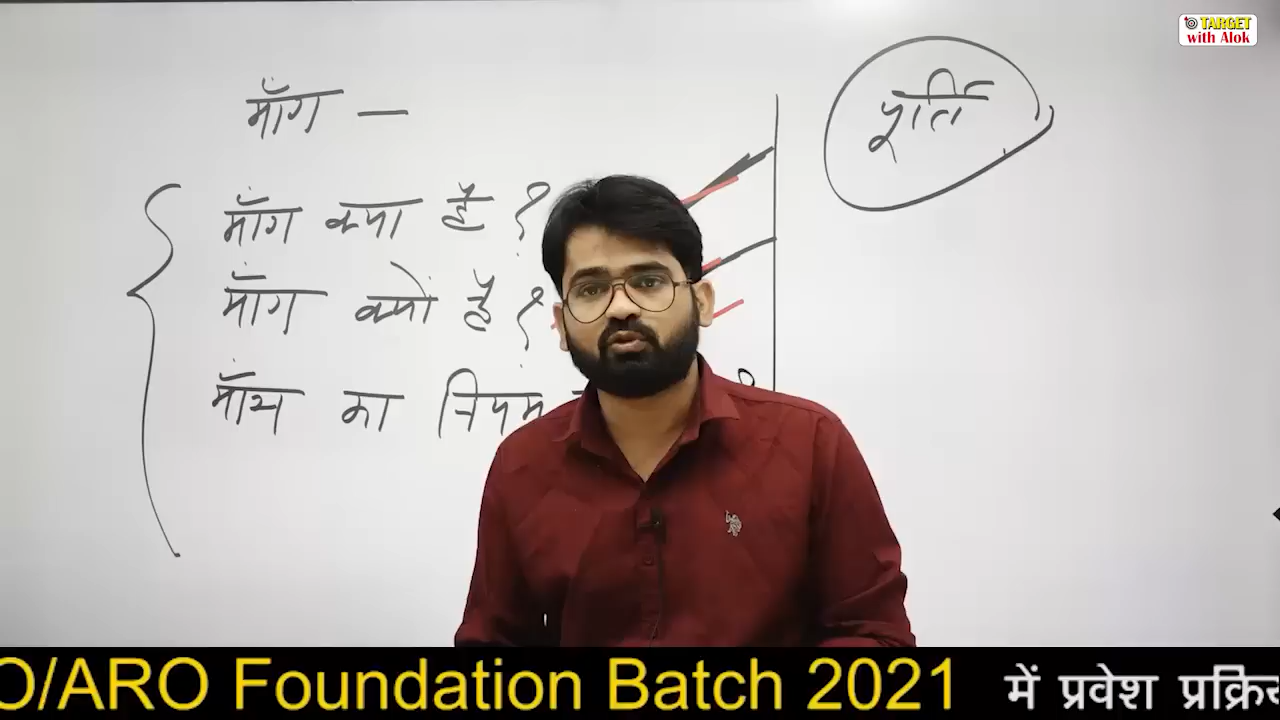 TARGET
with Alok
माँग —
पूर्ति
माँग क्या है ?
माँग क्यों है ?
माँग का नियम
O/ARO Foundation Batch 2021 में प्रवेश प्रक्रिय